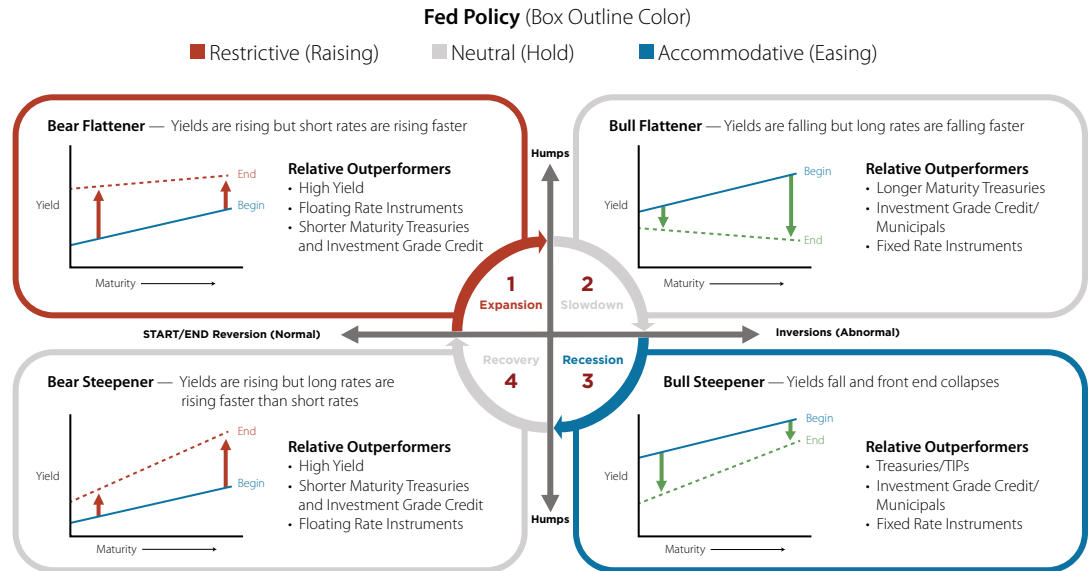 Fed Policy (Box Outline Color)
Restrictive (Raising)
Neutral (Hold)
Accommodative (Easing)
Bear Flattener — Yields are rising but short rates are rising faster
Yield
End
Begin
Maturity
Relative Outperformers
• High Yield
• Floating Rate Instruments
• Shorter Maturity Treasuries
and Investment Grade Credit
Humps
Bull Flattener — Yields are falling but long rates are falling faster
Yield
Begin
End
Maturity
Relative Outperformers
• Longer Maturity Treasuries
• Investment Grade Credit/
Municipals
• Fixed Rate Instruments
1
Expansion
2
Slowdown
START/END Reversion (Normal)
Inversions (Abnormal)
Recovery
4
Recession
3
Bear Steepener — Yields are rising but long rates are
rising faster than short rates
Yield
End
Begin
Maturity
Relative Outperformers
• High Yield
• Shorter Maturity Treasuries
and Investment Grade Credit
• Floating Rate Instruments
Humps
Bull Steepener — Yields fall and front end collapses
Yield
Begin
End
Maturity
Relative Outperformers
• Treasuries/TIPs
• Investment Grade Credit/
Municipals
• Fixed Rate Instruments